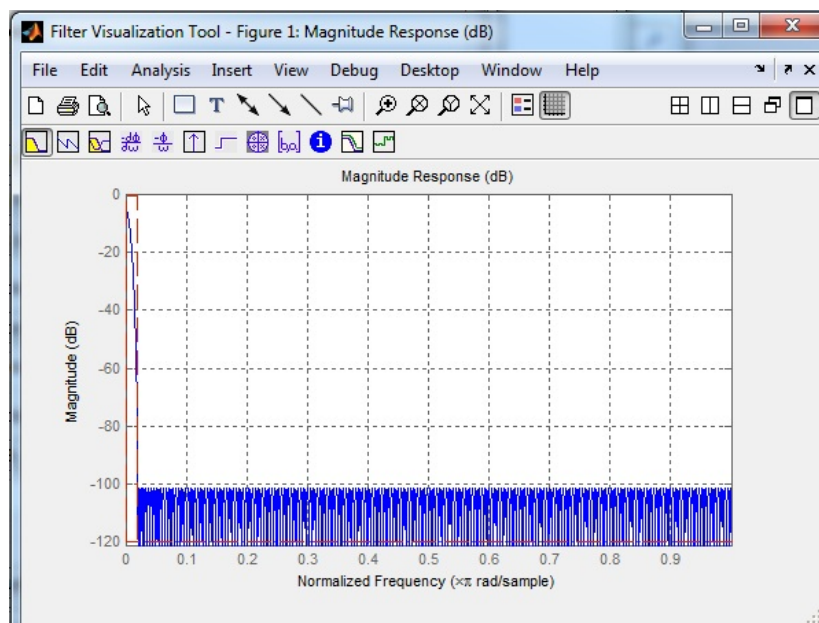 Filter Visualization Tool - Figure 1: Magnitude Response (dB)
File Edit Analysis Insert View Debug Desktop Window Help
Magnitude Response (dB)
Magnitude (dB)
0
-20
-40
-60
-80
-100
-120
0 0.1 0.2 0.3 0.4 0.5 0.6 0.7 0.8 0.9
Normalized Frequency (×π rad/sample)